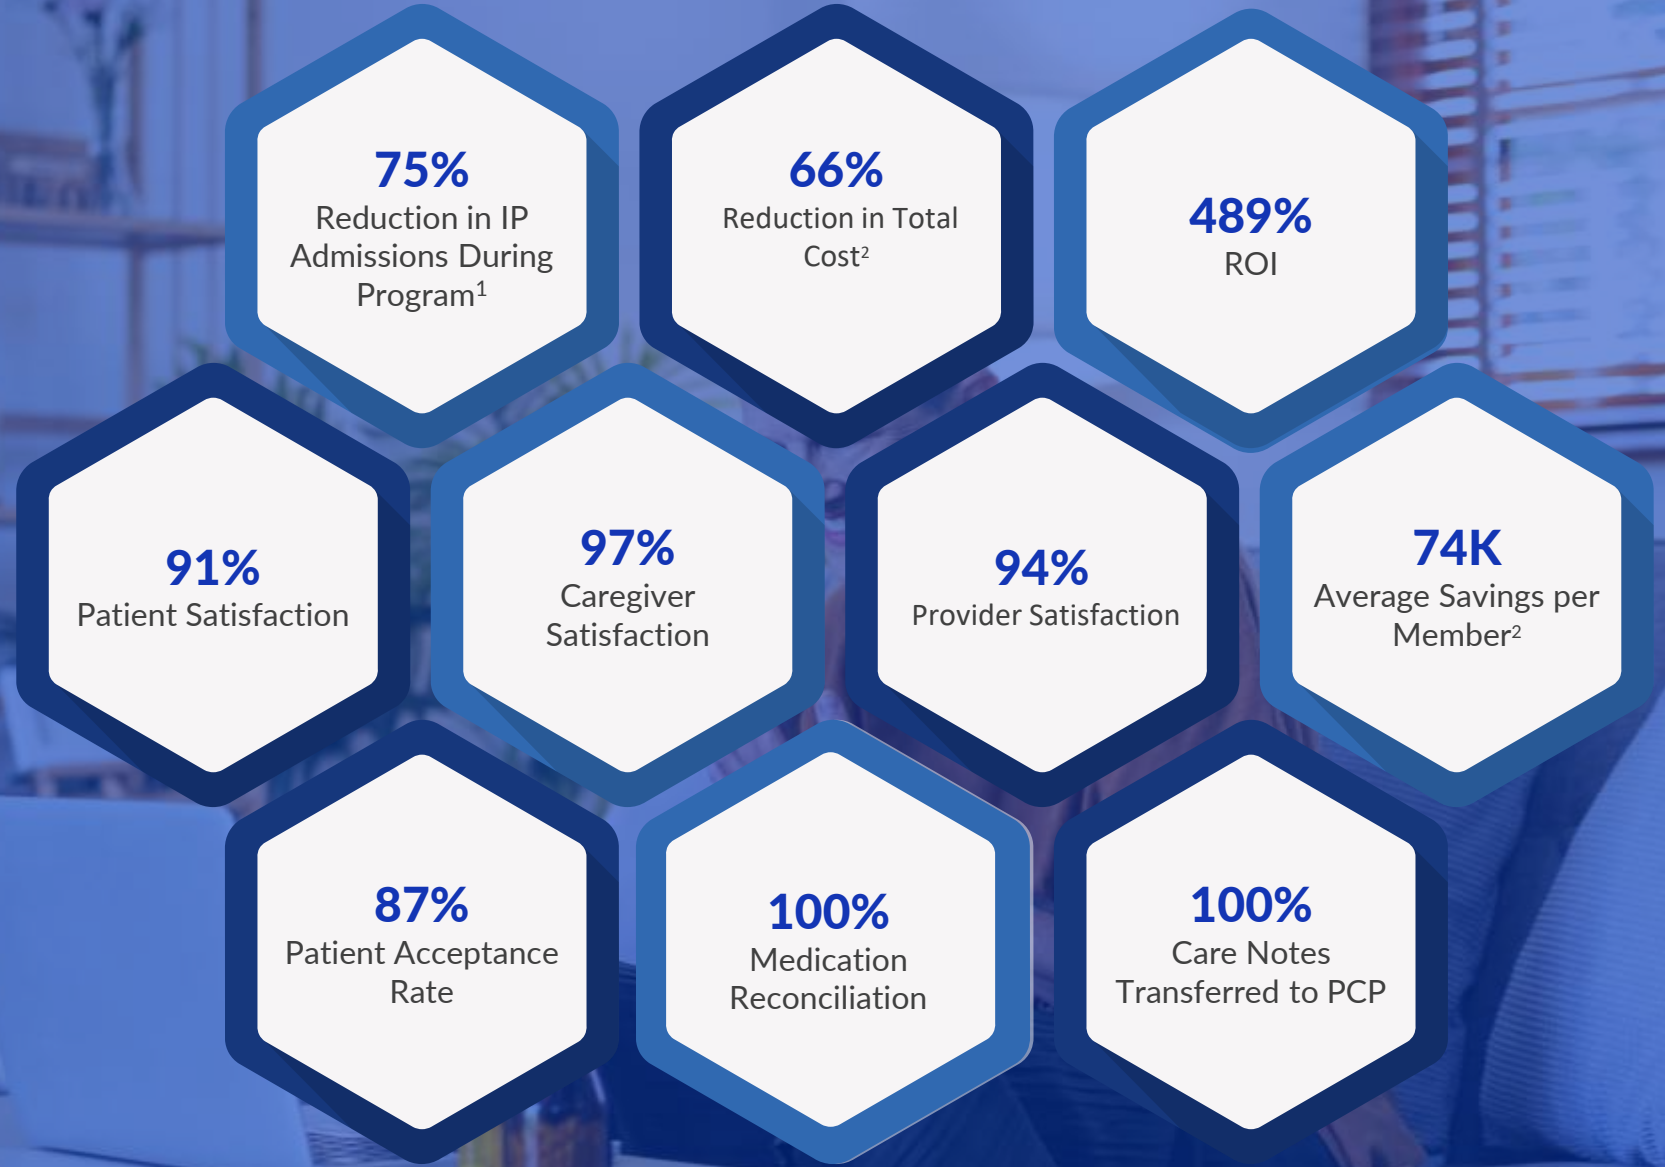 75%
Reduction in IP
Admissions During
Program¹
66%
Reduction in Total
Cost²
489%
ROI
91%
Patient Satisfaction
97%
Caregiver
Satisfaction
94%
Provider Satisfaction
74K
Average Savings per
Member²
87%
Patient Acceptance
Rate
100%
Medication
Reconciliation
100%
Care Notes
Transferred to PCP